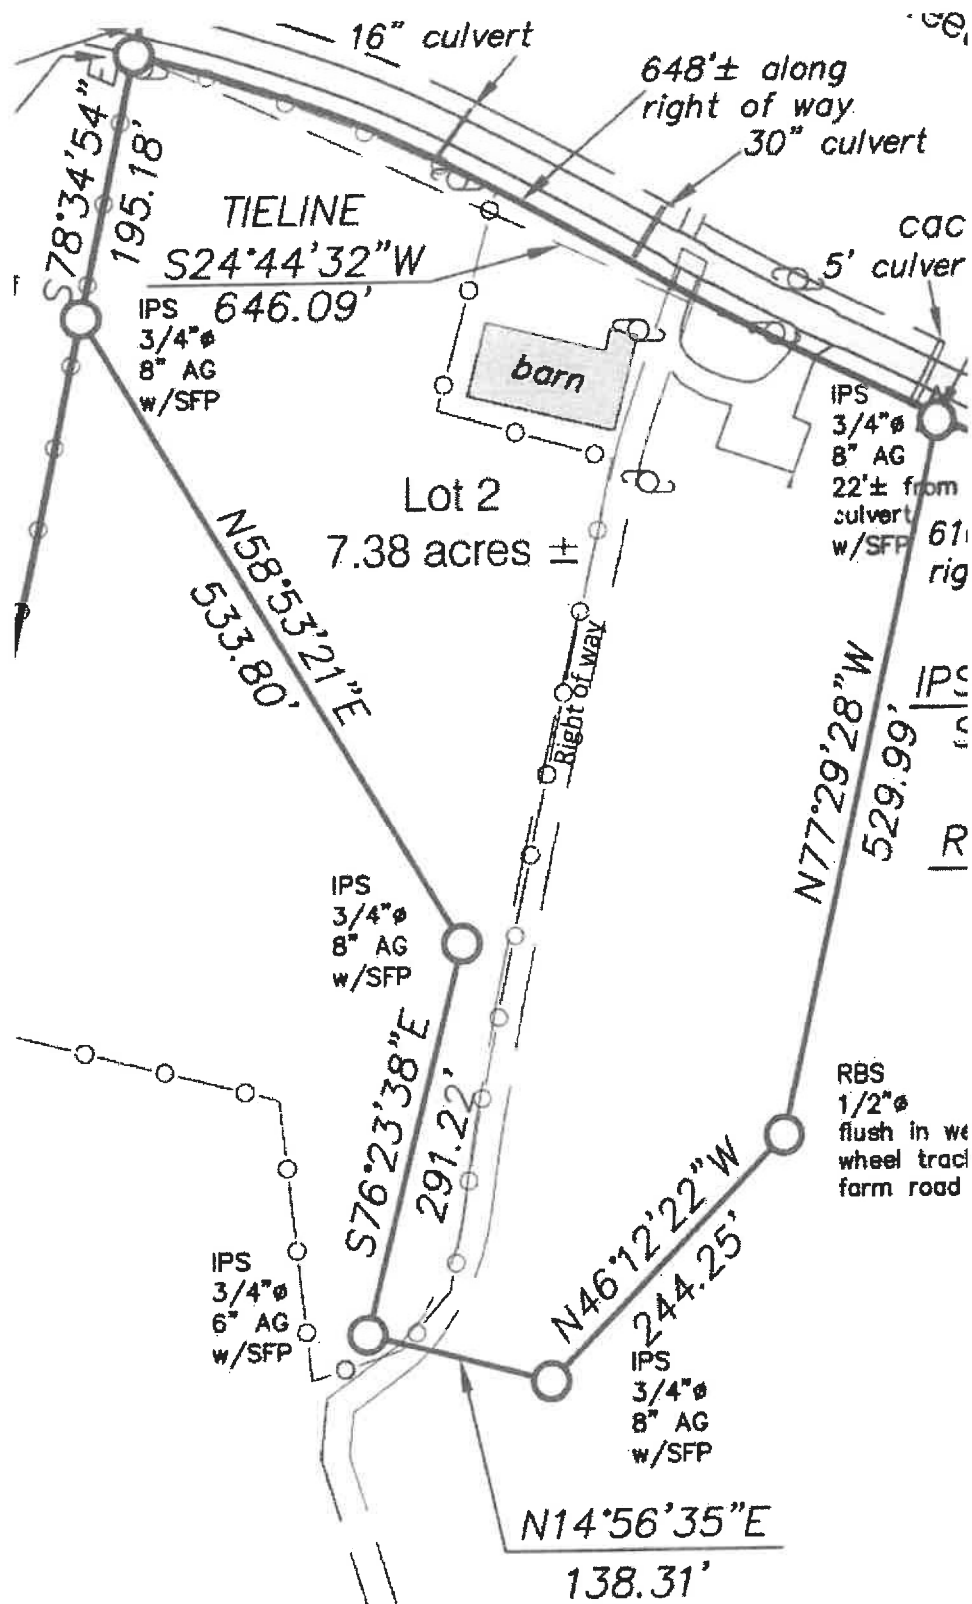 16" culvert
648'± along
right of way
30" culvert
S78°34'54"E
195.18'
TIELINE
S24°44'32"W
646.09'
5' culver
IPS
3/4"ø
8" AG
w/SFP
barn
IPS
3/4"ø
8" AG
22'± from
culvert
w/SFP
Lot 2
7.38 acres ±
N58°53'21"E
533.80'
Right of way
N77°29'28"W
529.99'
IPS
IPS
3/4"ø
8" AG
w/SFP
S76°23'38"E
291.22'
RBS
1/2"ø
flush in we
wheel trac
farm road
N46°12'22"W
244.25'
IPS
3/4"ø
6" AG
w/SFP
IPS
3/4"ø
8" AG
w/SFP
N14°56'35"E
138.31'